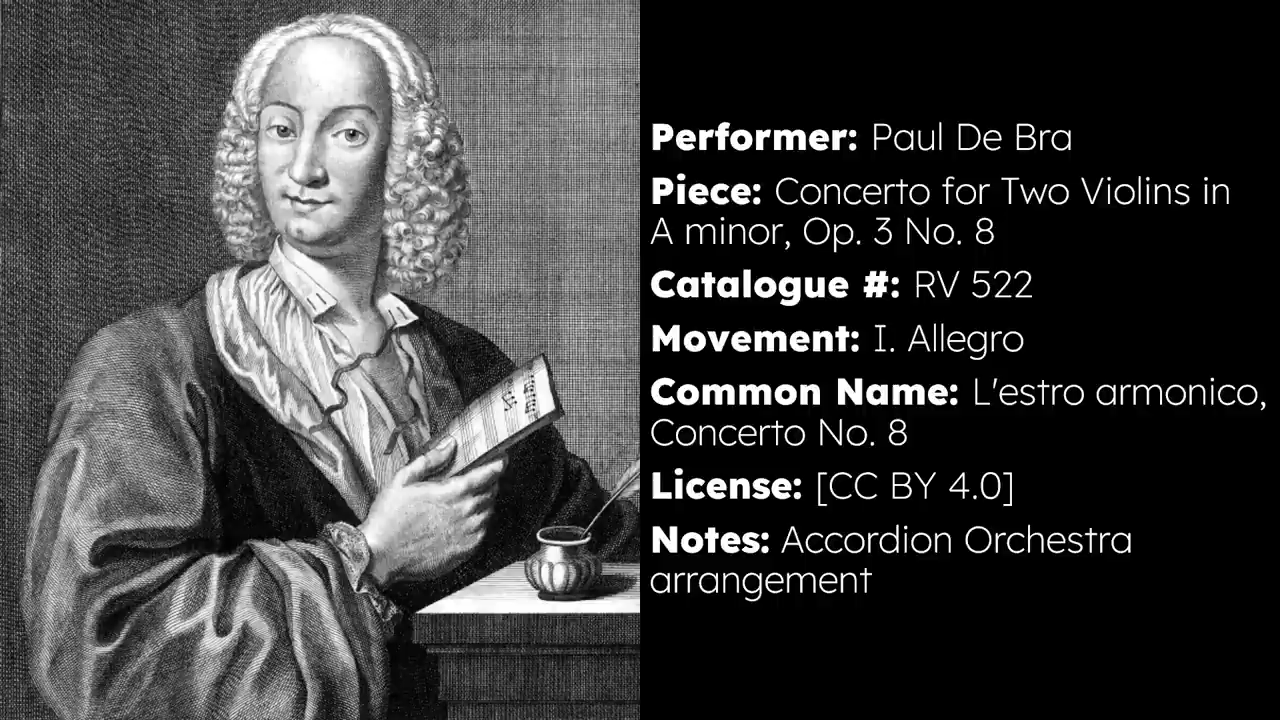 Performer: Paul De Bra
Piece: Concerto for Two Violins in
A minor, Op. 3 No. 8
Catalogue #: RV 522
Movement: I. Allegro
Common Name: L'estro armonico,
Concerto No. 8
License: [CC BY 4.0]
Notes: Accordion Orchestra
arrangement